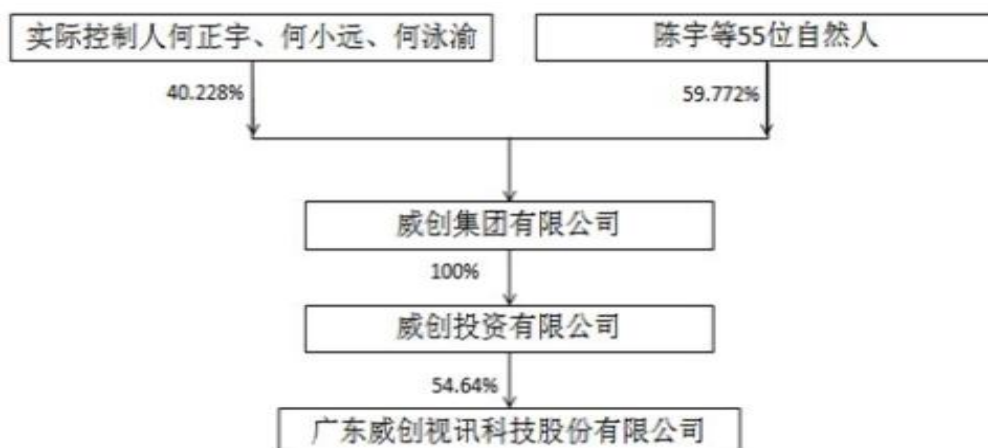 实际控制人何正宇、何小远、何泳渝
陈宇等55位自然人
40.228%
59.772%
威创集团有限公司
100%
威创投资有限公司
54.64%
广东威创视讯科技股份有限公司